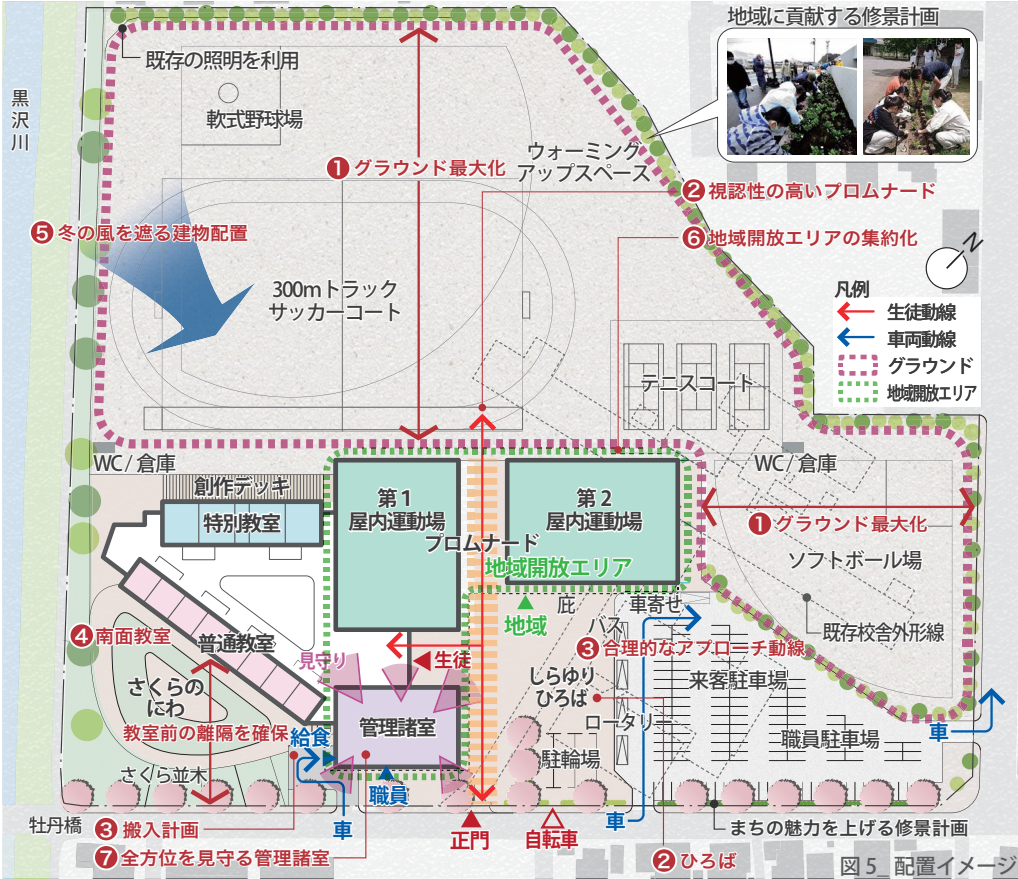 地域に貢献する修景計画
既存の照明を利用
黒沢川
軟式野球場
ウォーミング
アップスペース
❶グラウンド最大化
❷視認性の高いプロムナード
❺冬の風を遮る建物配置
❻地域開放エリアの集約化
N
300mトラック
サッカーコート
凡例
生徒動線
車両動線
グラウンド
地域開放エリア
テニスコート
WC/倉庫
WC/倉庫
創作デッキ
特別教室
第1
屋内運動場
第2
屋内運動場
プロムナード
地域開放エリア
❶グラウンド最大化
ソフトボール場
地域
庇
車寄せ
バス
既存校舎外形線
❹南面教室
普通教室
見守り
生徒
❸合理的なアプローチ動線
さくらの
にわ
しらゆり
ひろば
来客駐車場
管理諸室
ロータリー
教室前の離隔を確保
給食
職員駐車場
車
さくら並木
駐輪場
職員
牡丹橋
❸搬入計画
車
正門
自転車
車
まちの魅力を上げる修景計画
❼全方位を見守る管理諸室
❷ひろば
図5_配置イメージ